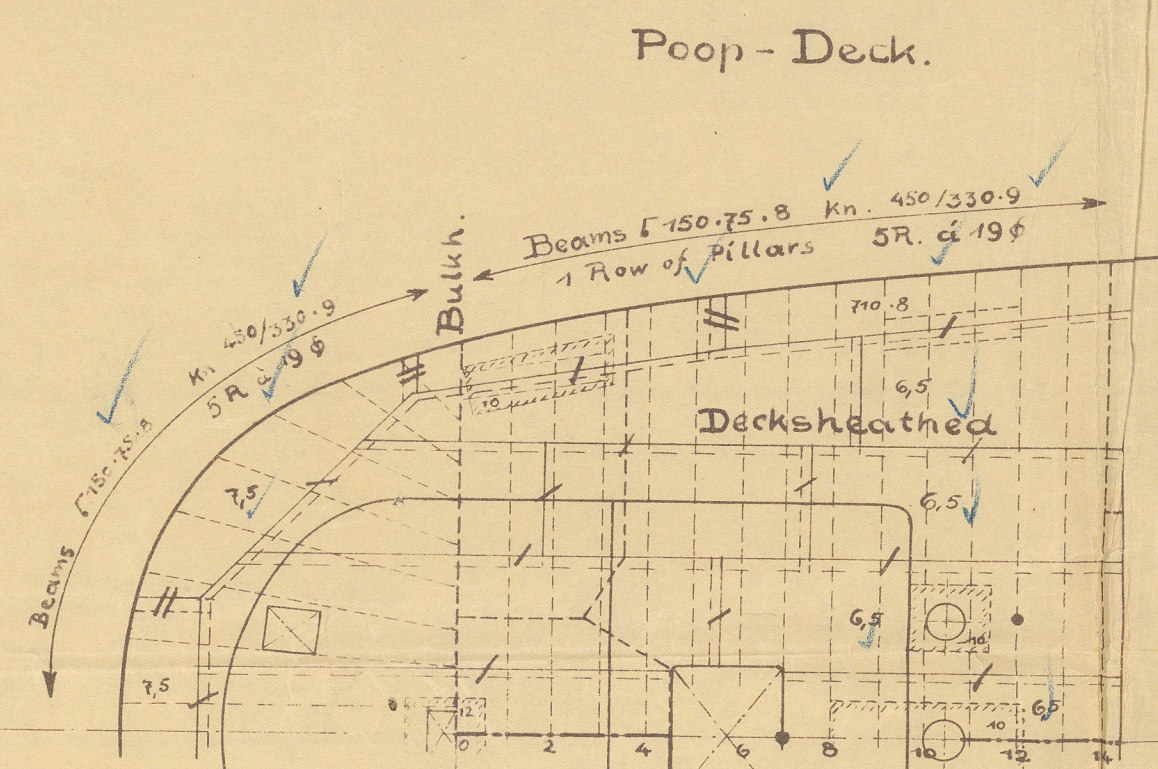 Poop - Deck.
Beams [ 150.75.8 Kn. 450/330.9
1 Row of Pillars 5R. á 19 ϕ
Bulkh.
Kn 450/330.9
5R á 19 ϕ
Beams [ 150.75.8
710.8
10
6,5
Decksheathed
7,5
6,5
6,5
10
7,5
12
6,5
10
0 2 4 6 8 10 12 14